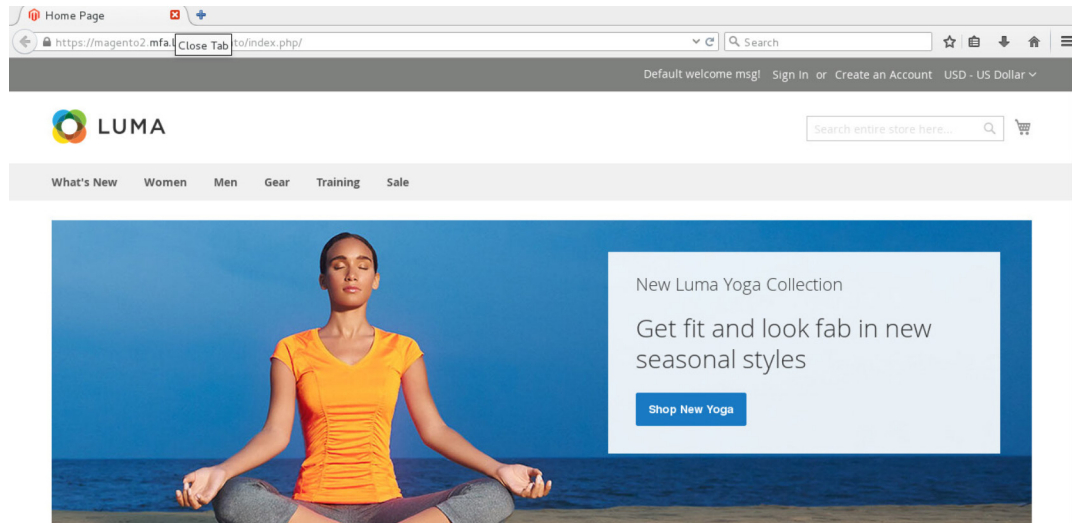 Home Page
Close Tab
https://magento2.mfa. to/index.php/
Search
Default welcome msg! Sign In or Create an Account USD - US Dollar
LUMA
Search entire store here...
What's New Women Men Gear Training Sale
New Luma Yoga Collection
Get fit and look fab in new
seasonal styles
Shop New Yoga